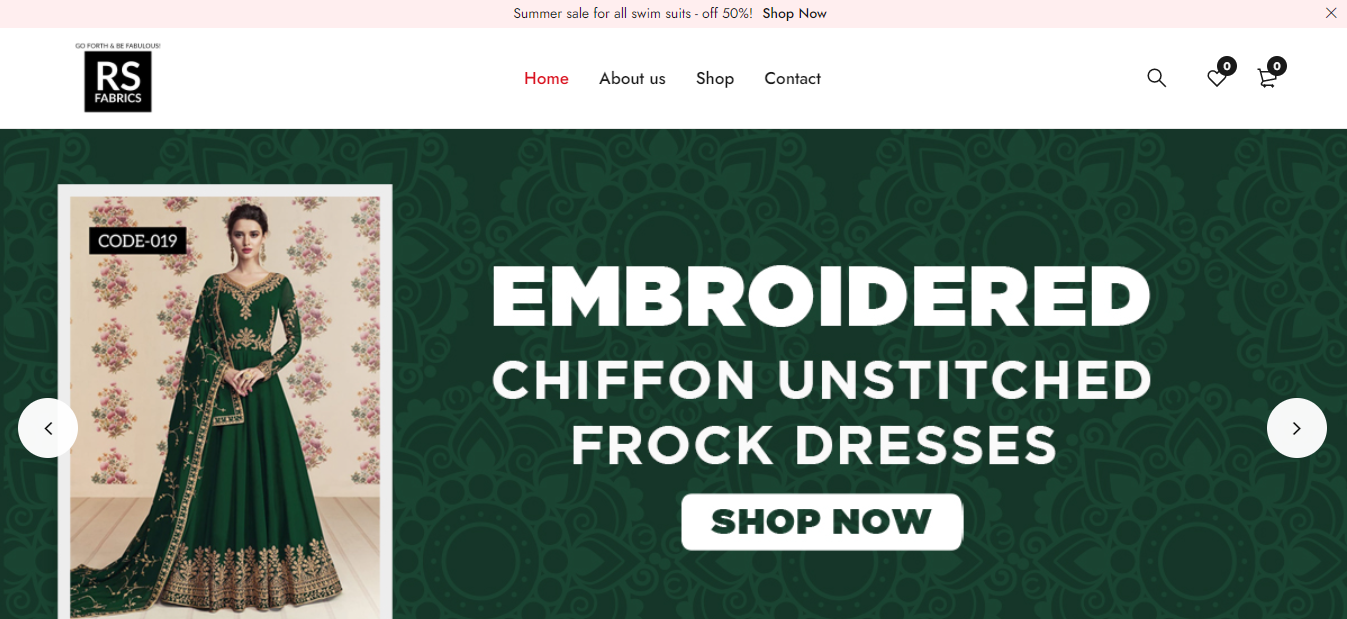 Summer sale for all swim suits - off 50%! Shop Now
GO FORTH & BE FABULOUS!
RS
FABRICS
Home About us Shop Contact
0 0
CODE-019
EMBROIDERED
CHIFFON UNSTITCHED
FROCK DRESSES
SHOP NOW